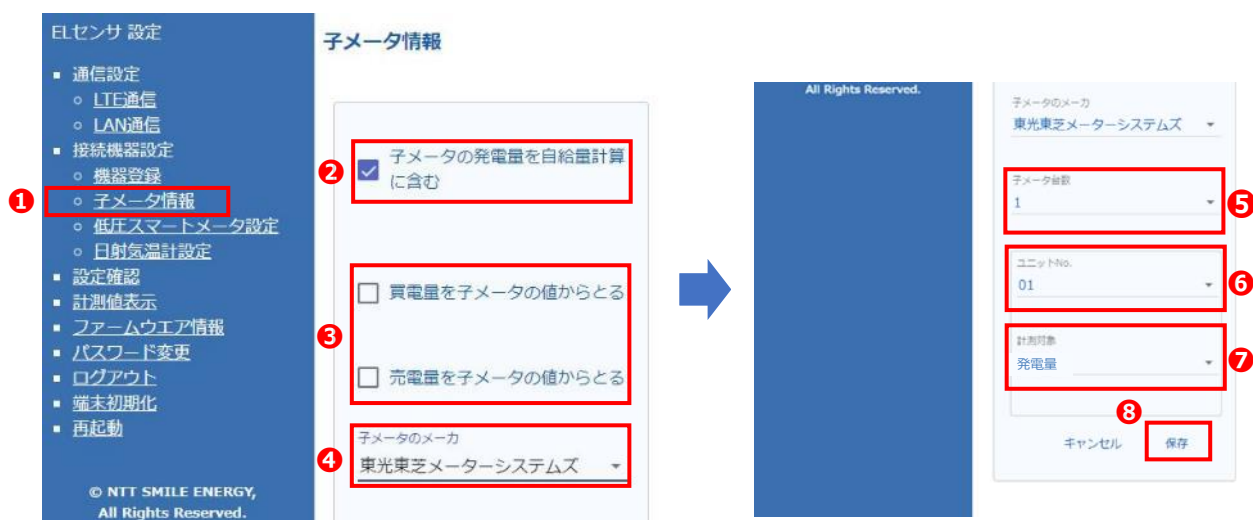 ELセンサ 設定
通信設定
LTE通信
LAN通信
接続機器設定
機器登録
❶
子メータ情報
低圧スマートメータ設定
日射気温計設定
設定確認
計測値表示
ファームウエア情報
パスワード変更
ログアウト
端末初期化
再起動
© NTT SMILE ENERGY,
All Rights Reserved.
子メータ情報
❷
子メータの発電量を自給量計算
に含む
❸
買電量を子メータの値からとる
売電量を子メータの値からとる
❹
子メータのメーカ
東光東芝メーターシステムズ
All Rights Reserved.
子メータのメーカ
東光東芝メーターシステムズ
子メータ台数
1
❺
ユニットNo.
01
❻
計測対象
発電量
❼
❽
キャンセル 保存